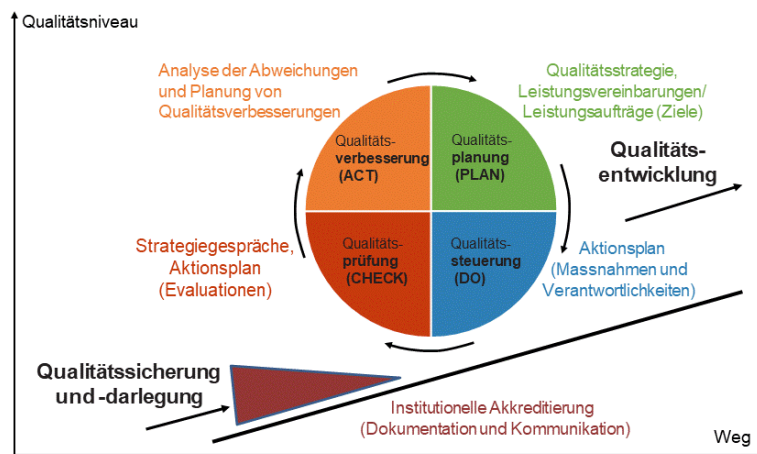 Qualitätsniveau
Analyse der Abweichungen
und Planung von
Qualitätsverbesserungen
Qualitätsstrategie,
Leistungsvereinbarungen/
Leistungsaufträge (Ziele)
Qualitäts-
verbesserung
(ACT)
Qualitäts-
planung
(PLAN)
Qualitäts-
entwicklung
Strategiegespräche,
Aktionsplan
(Evaluationen)
Qualitäts-
prüfung
(CHECK)
Qualitäts-
steuerung
(DO)
Aktionsplan
(Massnahmen und
Verantwortlichkeiten)
Qualitätssicherung
und -darlegung
Institutionelle Akkreditierung
(Dokumentation und Kommunikation)
Weg